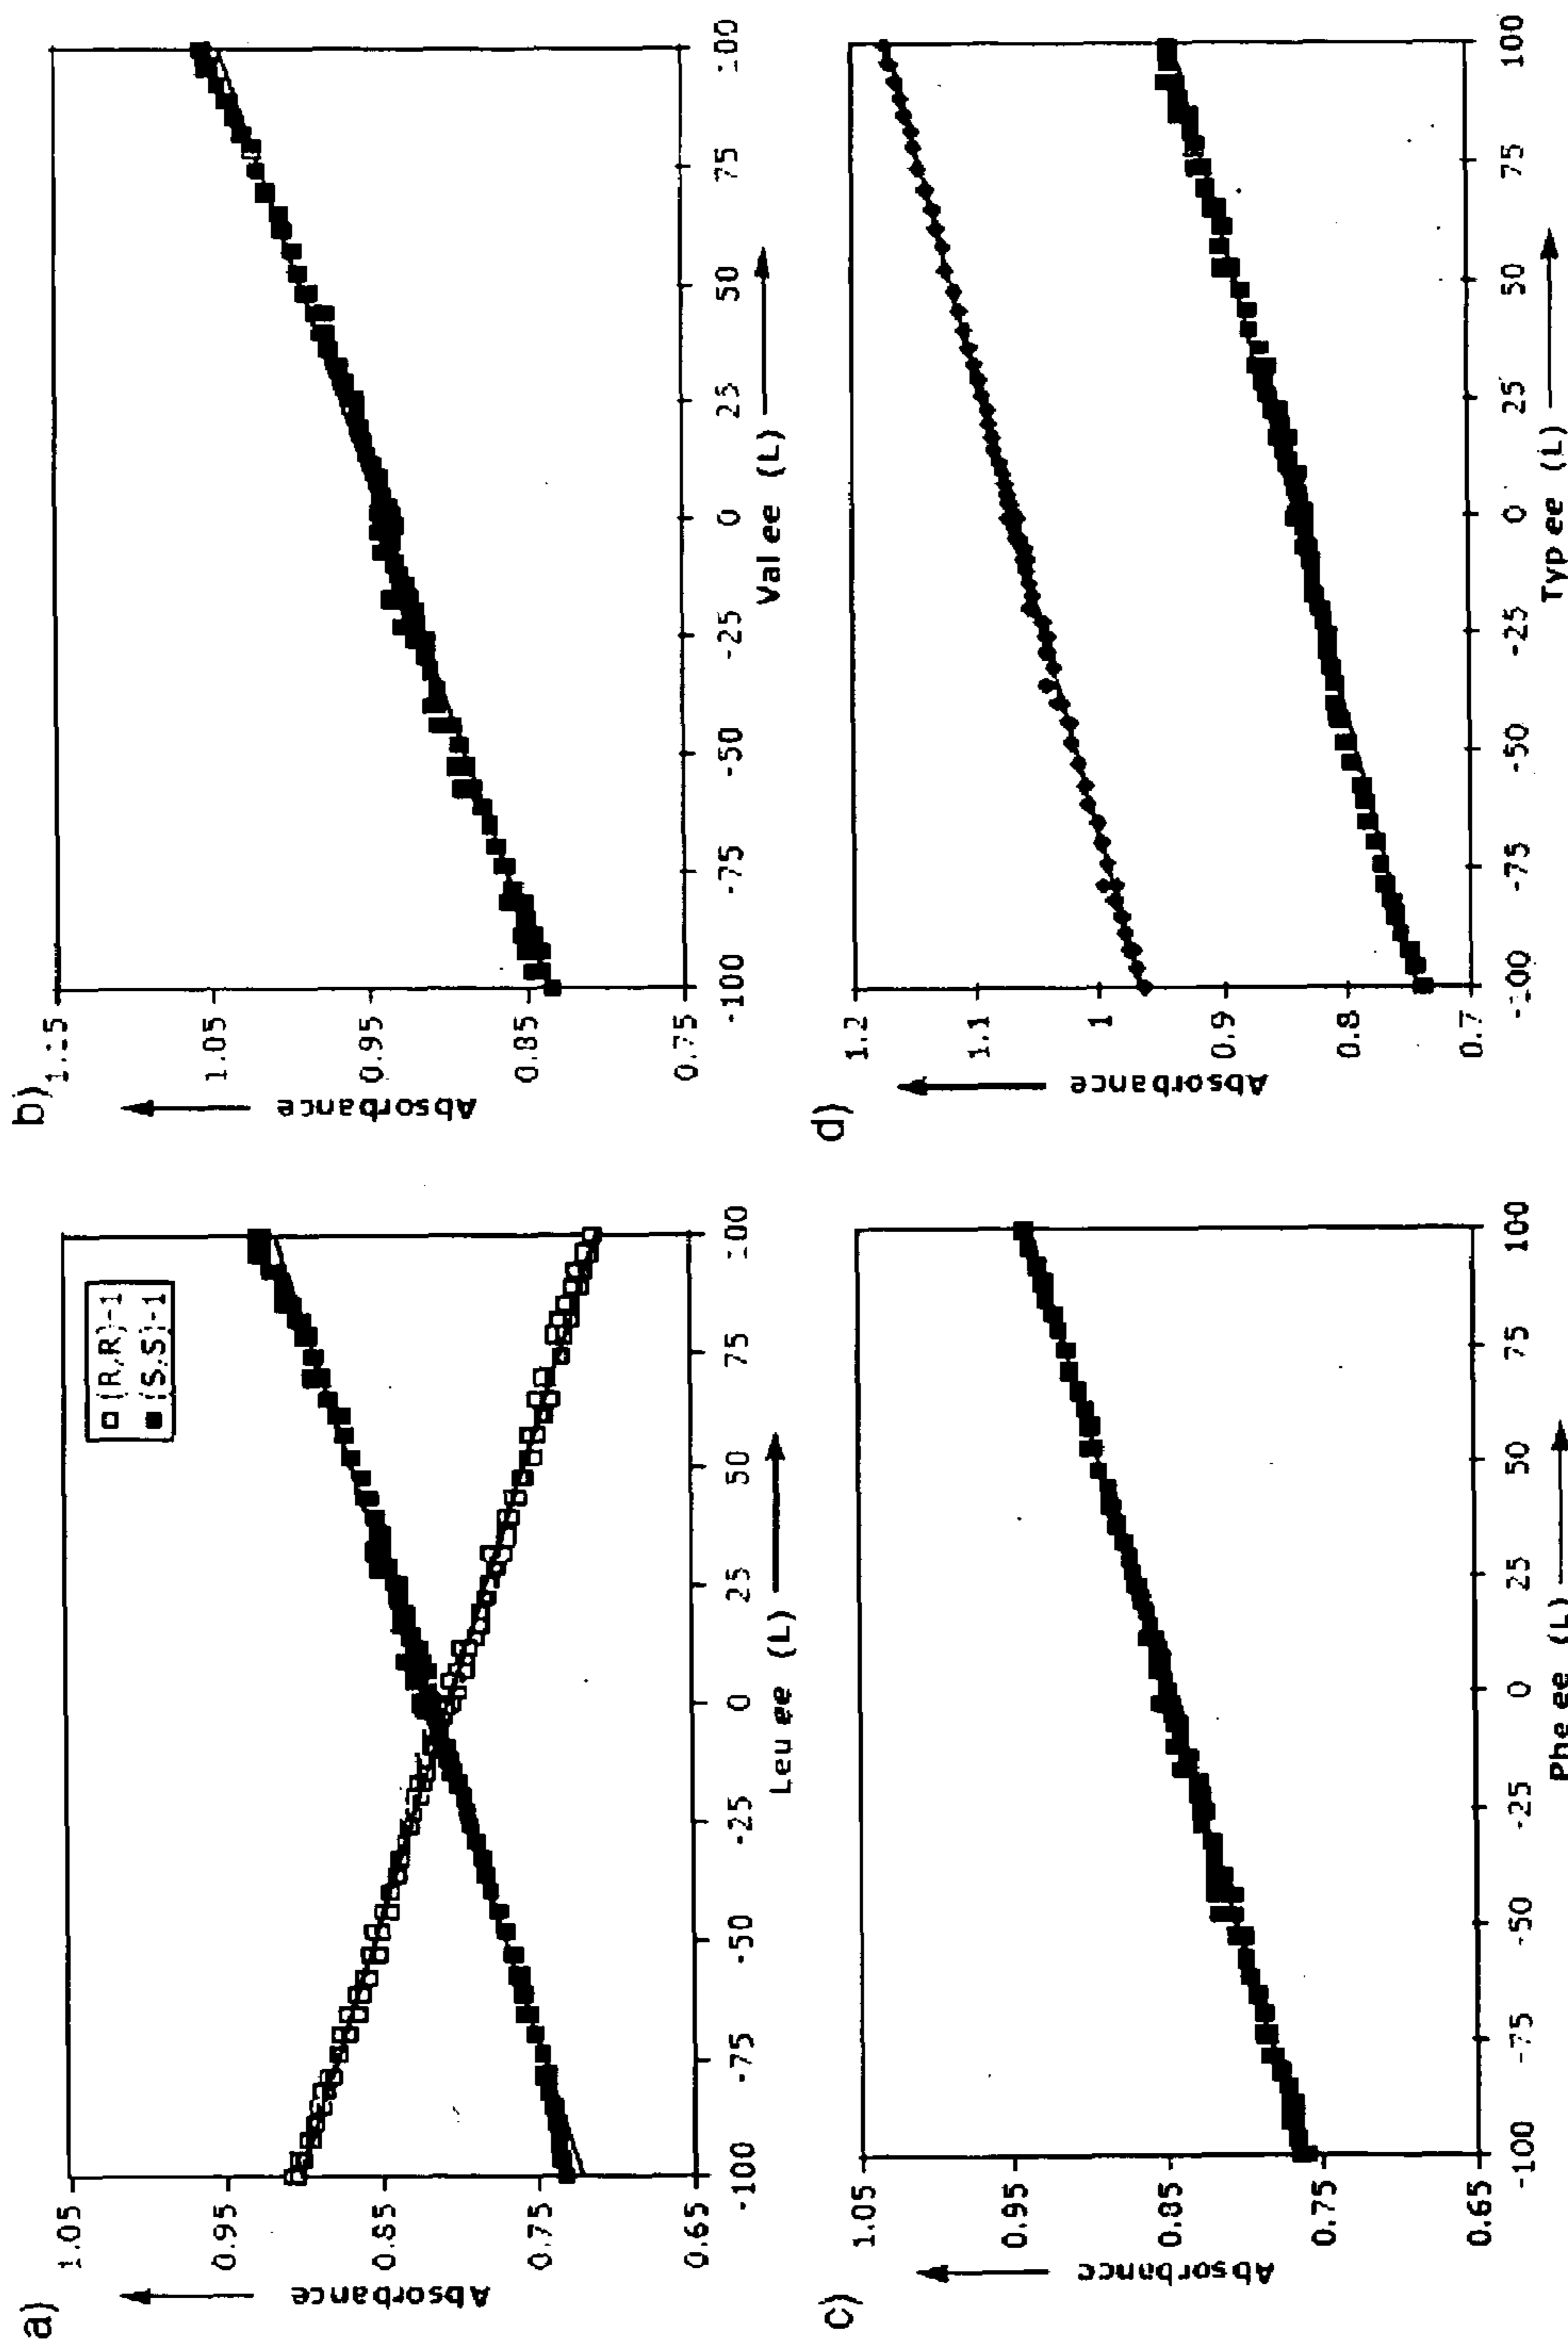 a)
1.05
0.95
0.85
0.75
0.65
Absorbance
-100 -75 -50 -25 0 25 50 75 100
Leu ee (L)
(R,R)-1
(S,S)-1
b)
1.15
1.05
0.95
0.85
0.75
Absorbance
-100 -75 -50 -25 0 25 50 75 100
Val ee (L)
c)
1.05
0.95
0.85
0.75
0.65
Absorbance
-100 -75 -50 -25 0 25 50 75 100
Phe ee (L)
d)
1.2
1.1
1
0.9
0.8
0.7
Absorbance
-100 -75 -50 -25 0 25 50 75 100
Typ ee (L)